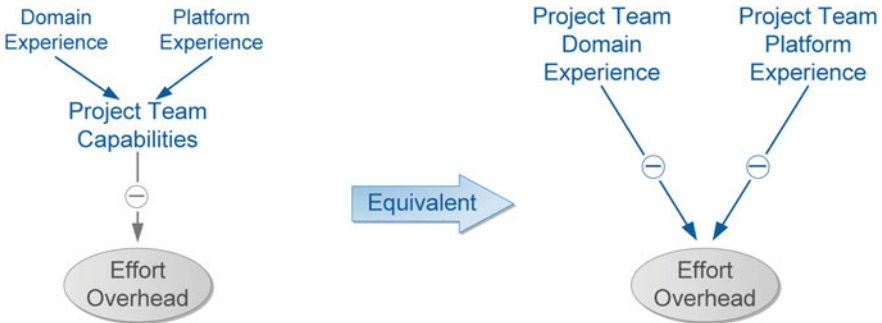 Domain
Experience
Platform
Experience
Project Team
Capabilities
−
Effort
Overhead
Equivalent
Project Team
Domain
Experience
Project Team
Platform
Experience
−
−
Effort
Overhead